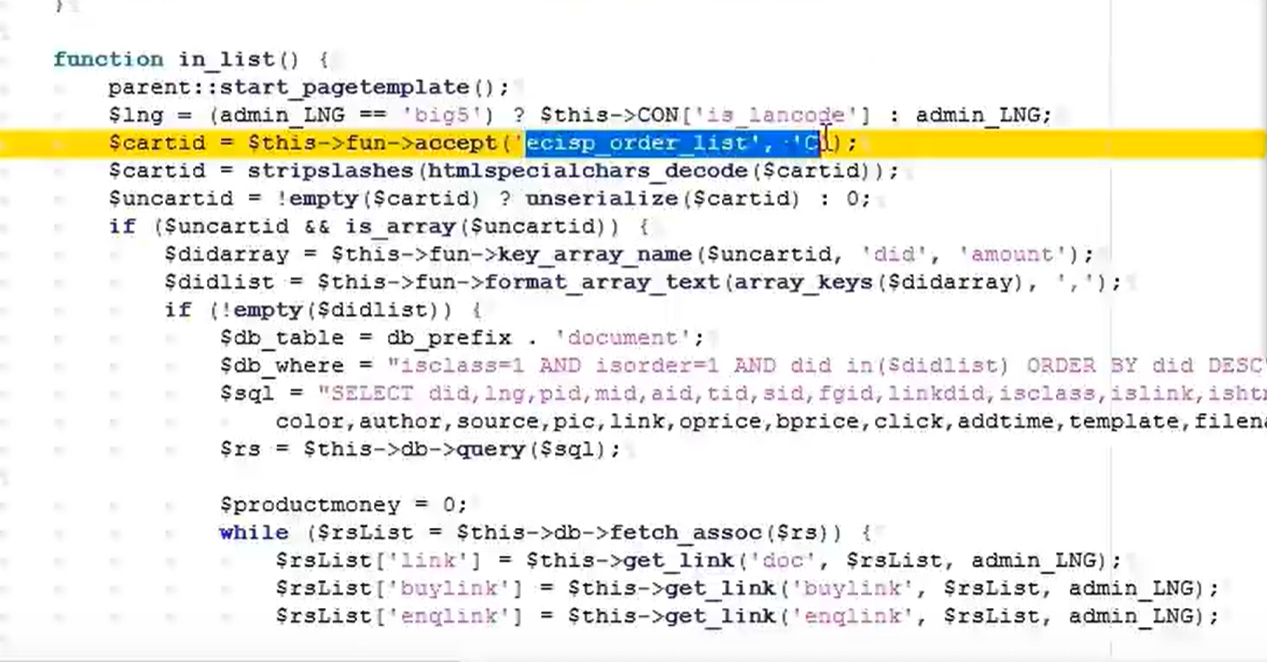 }
function in_list() {
parent::start_pagetemplate();
$lng = (admin_LNG == 'big5') ? $this->CON['is_lancode'] : admin_LNG;
$cartid = $this->fun->accept('ecisp_order_list', 'C');
$cartid = stripslashes(htmlspecialchars_decode($cartid));
$uncartid = !empty($cartid) ? unserialize($cartid) : 0;
if ($uncartid && is_array($uncartid)) {
$didarray = $this->fun->key_array_name($uncartid, 'did', 'amount');
$didlist = $this->fun->format_array_text(array_keys($didarray), ',');
if (!empty($didlist)) {
$db_table = db_prefix . 'document';
$db_where = "isclass=1 AND isorder=1 AND did in($didlist) ORDER BY did DESC
$sql = "SELECT did,lng,pid,mid,aid,tid,sid,fgid,linkdid,isclass,islink,isht
color,author,source,pic,link,oprice,bprice,click,addtime,template,filen
$rs = $this->db->query($sql);
$productmoney = 0;
while ($rsList = $this->db->fetch_assoc($rs)) {
$rsList['link'] = $this->get_link('doc', $rsList, admin_LNG);
$rsList['buylink'] = $this->get_link('buylink', $rsList, admin_LNG);
$rsList['enqlink'] = $this->get_link('enqlink', $rsList, admin_LNG);